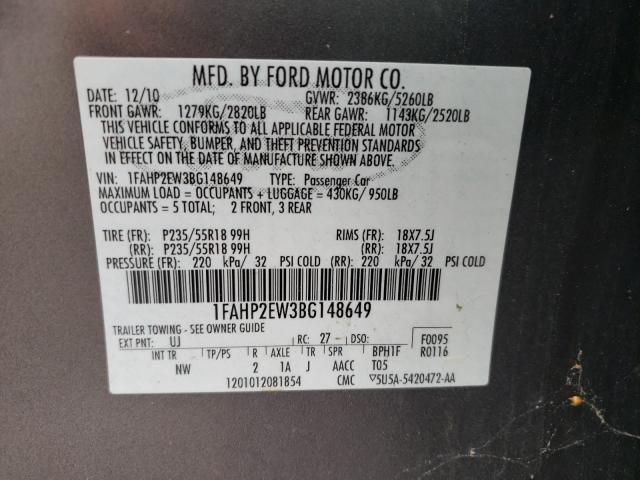 MFD. BY FORD MOTOR CO.
DATE: 12/10 GVWR: 2386KG/5260LB
FRONT GAWR: 1279KG/2820LB REAR GAWR: 1143KG/2520LB
THIS VEHICLE CONFORMS TO ALL APPLICABLE FEDERAL MOTOR
VEHICLE SAFETY, BUMPER, AND THEFT PREVENTION STANDARDS
IN EFFECT ON THE DATE OF MANUFACTURE SHOWN ABOVE.
VIN: 1FAHP2EW3BG148649 TYPE: Passenger Car
MAXIMUM LOAD = OCCUPANTS + LUGGAGE = 430KG/ 950LB
OCCUPANTS = 5 TOTAL; 2 FRONT, 3 REAR
TIRE (FR): P235/55R18 99H RIMS (FR): 18X7.5J
(RR): P235/55R18 99H (RR): 18X7.5J
PRESSURE (FR): 220 kPa/ 32 PSI COLD (RR): 220 kPa/ 32 PSI COLD
1FAHP2EW3BG148649
TRAILER TOWING - SEE OWNER GUIDE
EXT PNT: UJ RC: 27 DSO: F0095
INT TR TP/PS R AXLE TR SPR BPH1F R0116
NW 2 1A J AACC T05
1201012081854 CMC 5U5A-5420472-AA